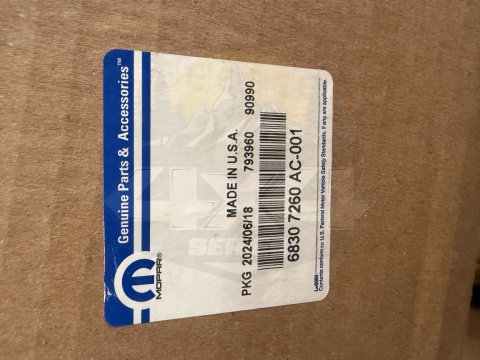 Genuine Parts & Accessories™
MOPAR®
MADE IN U.S.A.
PKG 2024/06/18 793960 90990
6830 7260 AC-001
Contents conform to U.S. Federal Motor Vehicle Safety Standards, if any are applicable.